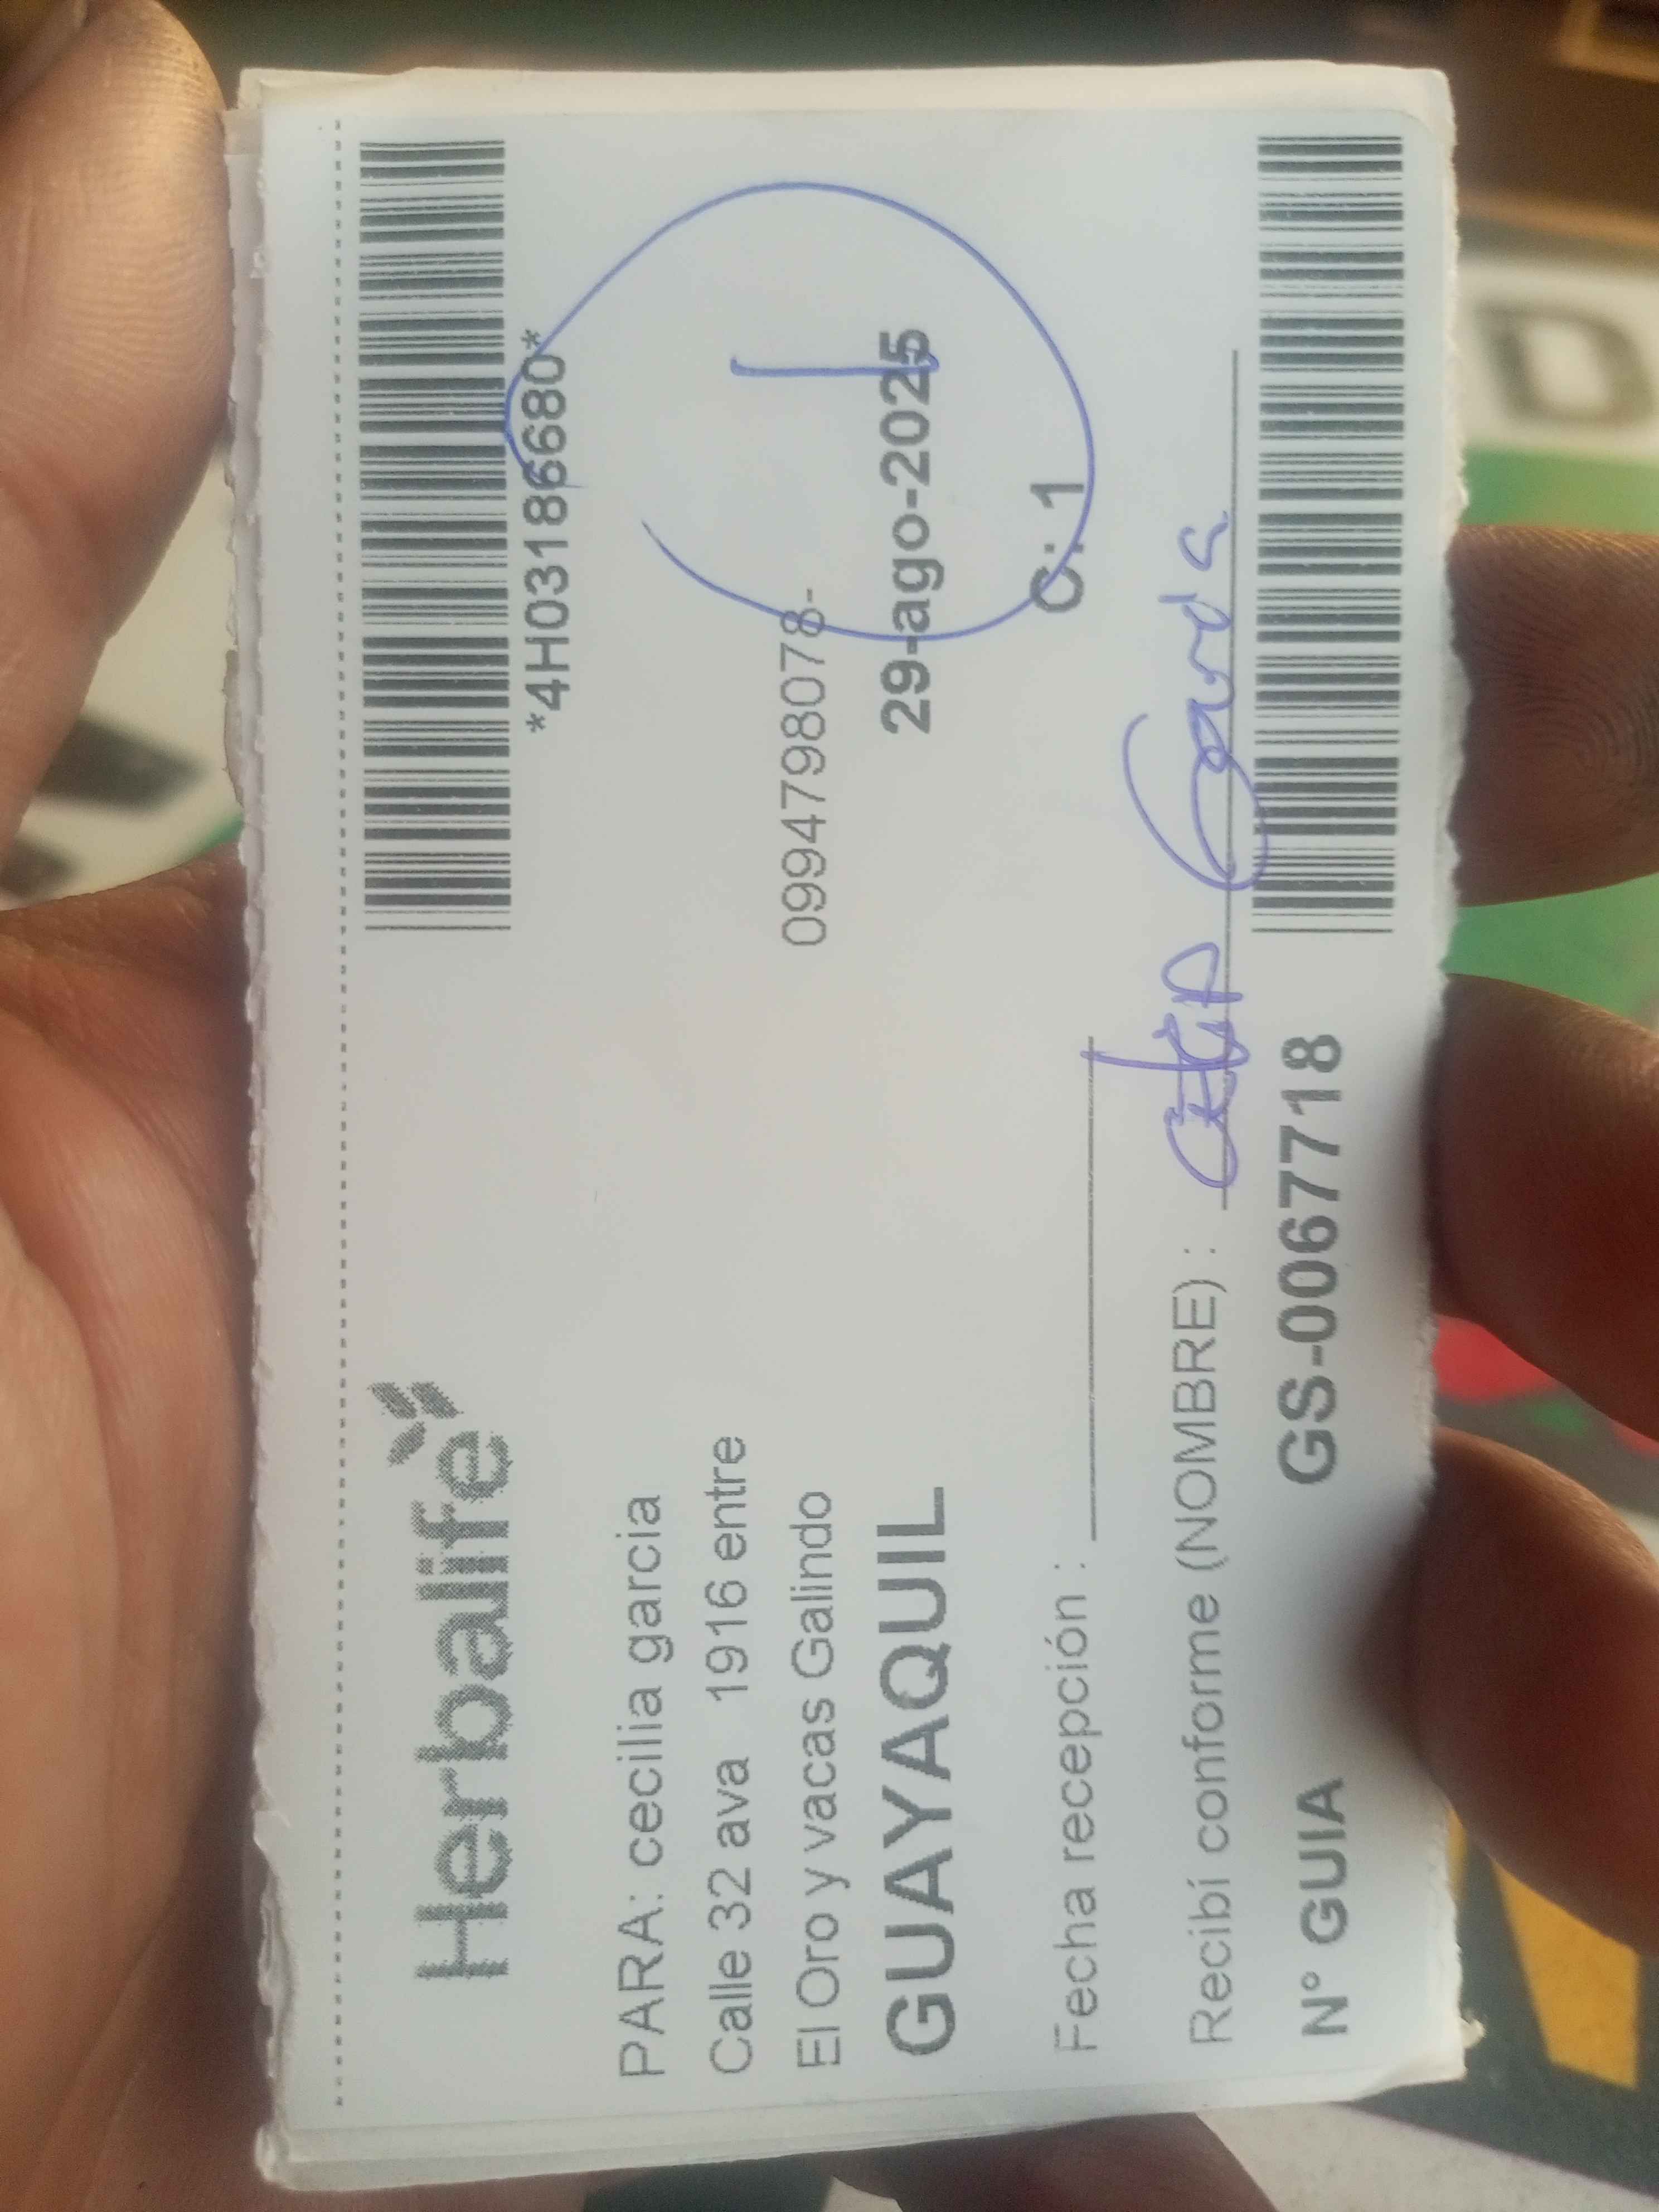 Herbalife
*4H03186680*
PARA: cecilia garcia
Calle 32 ava 1916 entre
El Oro y vacas Galindo
0994798078-
GUAYAQUIL
29-ago-2025
Fecha recepción :
C: 1
Recibí conforme (NOMBRE) : Garcia
N° GUIA GS-0067718
D